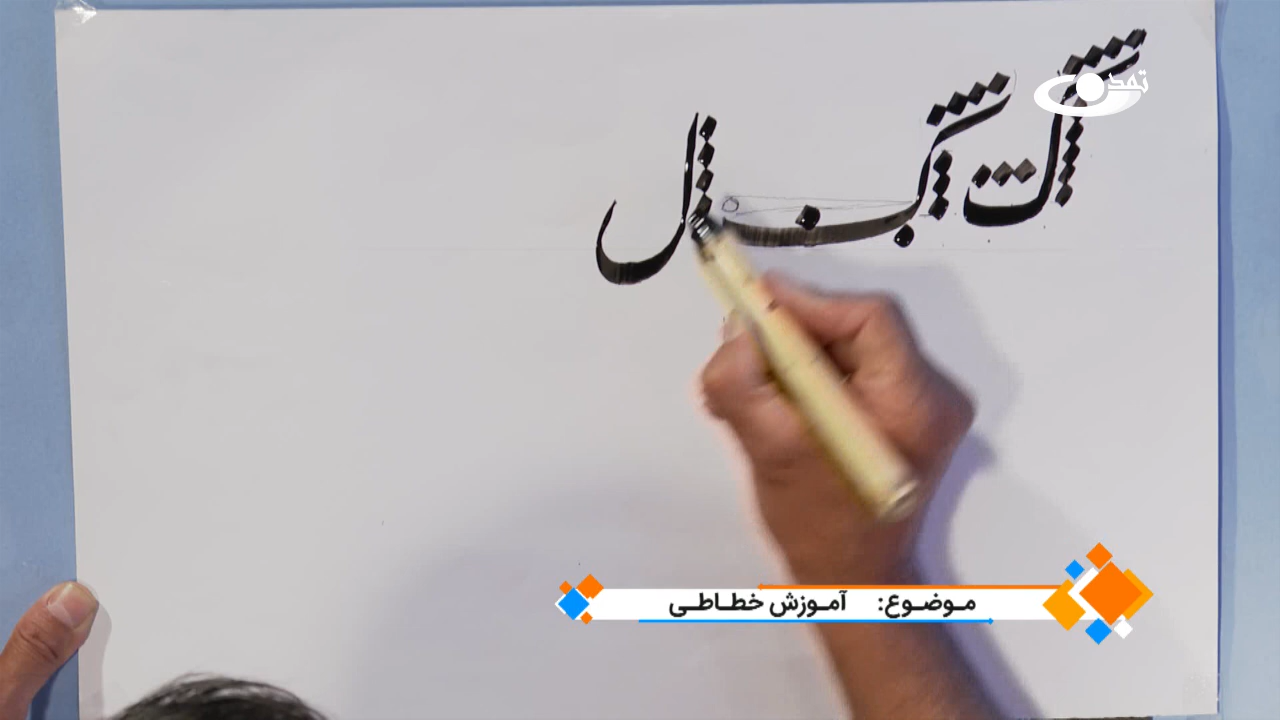 تمدن
ک ک ل
موضوع: آموزش خطاطی